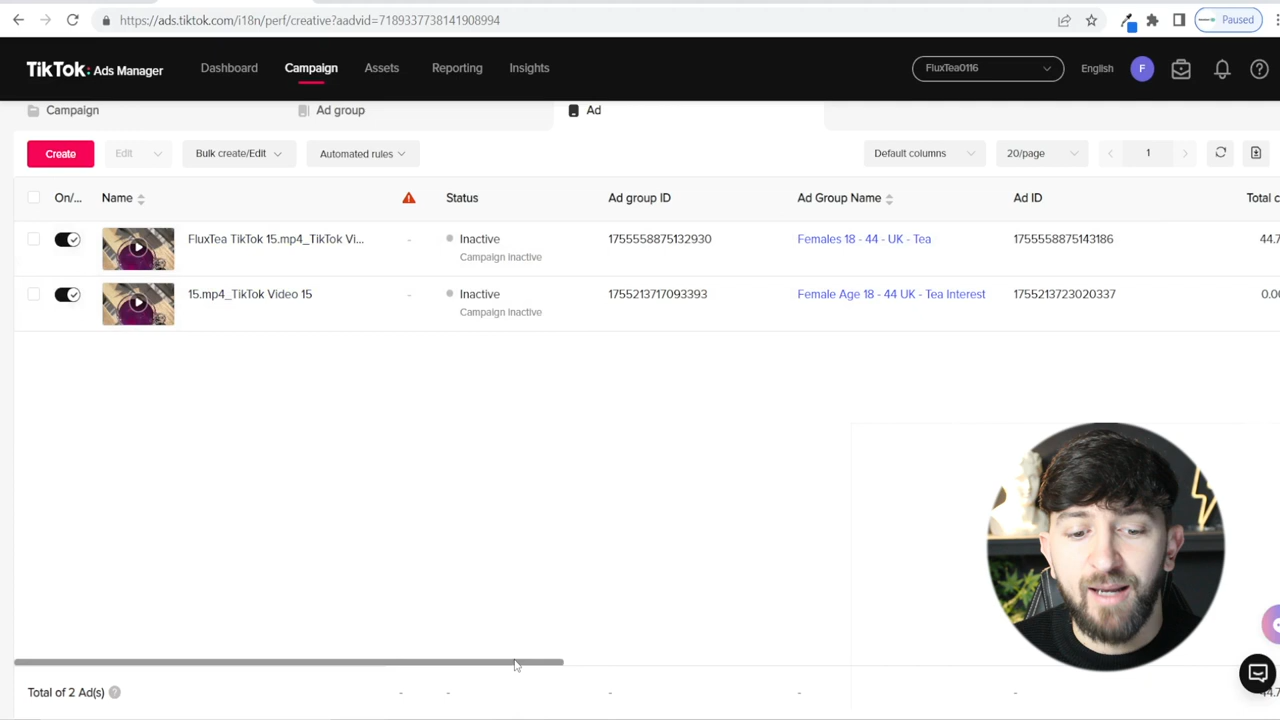 https://ads.tiktok.com/i18n/perf/creative?aadvid=7189337738141908994
Paused
TikTok: Ads Manager
Dashboard
Campaign
Assets
Reporting
Insights
FluxTea0116
English
F
Campaign
Ad group
Ad
Create
Edit
Bulk create/Edit
Automated rules
Default columns
20/page
1
On/...
Name
Status
Ad group ID
Ad Group Name
Ad ID
Total c
FluxTea TikTok 15.mp4_TikTok Vi...
-
Inactive
Campaign inactive
1755558875132930
Females 18 - 44 - UK - Tea
1755558875143186
44.7
15.mp4_TikTok Video 15
-
Inactive
Campaign inactive
1755213717093393
Female Age 18 - 44 UK - Tea Interest
1755213723020337
0.00
Total of 2 Ad(s)
-
-
-
-
-
44.7